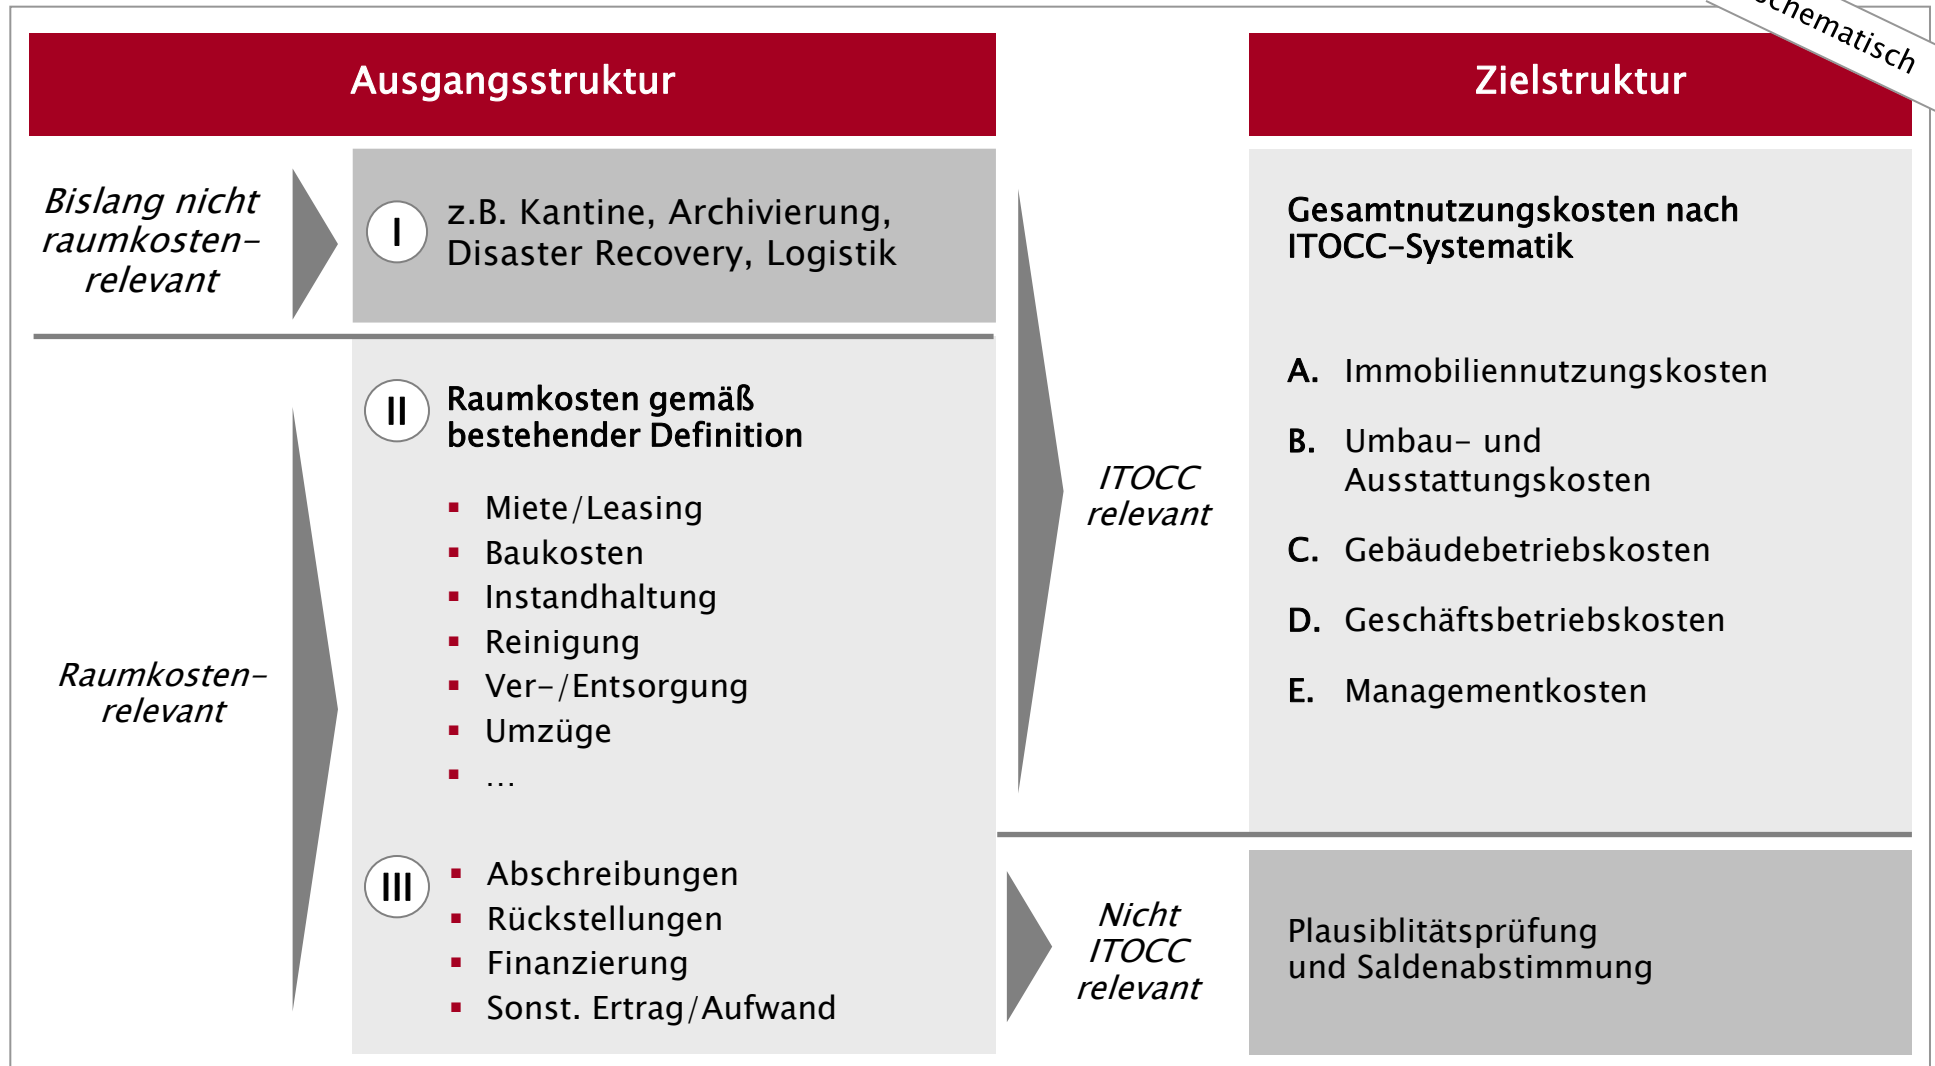 Schematisch
Ausgangsstruktur
Zielstruktur
Bislang nicht
raumkosten-
relevant
I
z.B. Kantine, Archivierung,
Disaster Recovery, Logistik
Raumkosten-
relevant
II
Raumkosten gemäß
bestehender Definition
▪ Miete/Leasing
▪ Baukosten
▪ Instandhaltung
▪ Reinigung
▪ Ver-/Entsorgung
▪ Umzüge
▪ …
III
▪ Abschreibungen
▪ Rückstellungen
▪ Finanzierung
▪ Sonst. Ertrag/Aufwand
ITOCC
relevant
Nicht
ITOCC
relevant
Gesamtnutzungskosten nach
ITOCC-Systematik
A. Immobiliennutzungskosten
B. Umbau- und
Ausstattungskosten
C. Gebäudebetriebskosten
D. Geschäftsbetriebskosten
E. Managementkosten
Plausiblitätsprüfung
und Saldenabstimmung